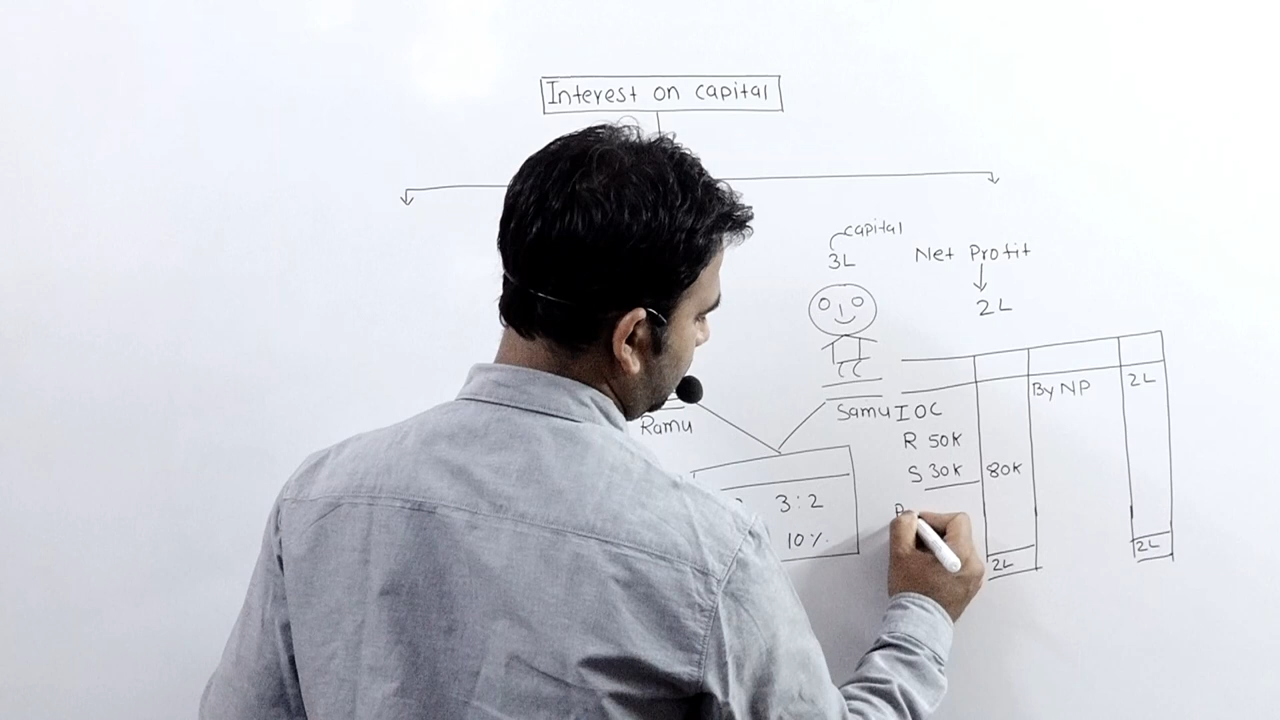 Interest on capital
capital
3L
Net Profit
2L
By NP 2L
Ramu
Samu
IOC
R 50K
S 30K 80K
3:2
10%.
2L 2L